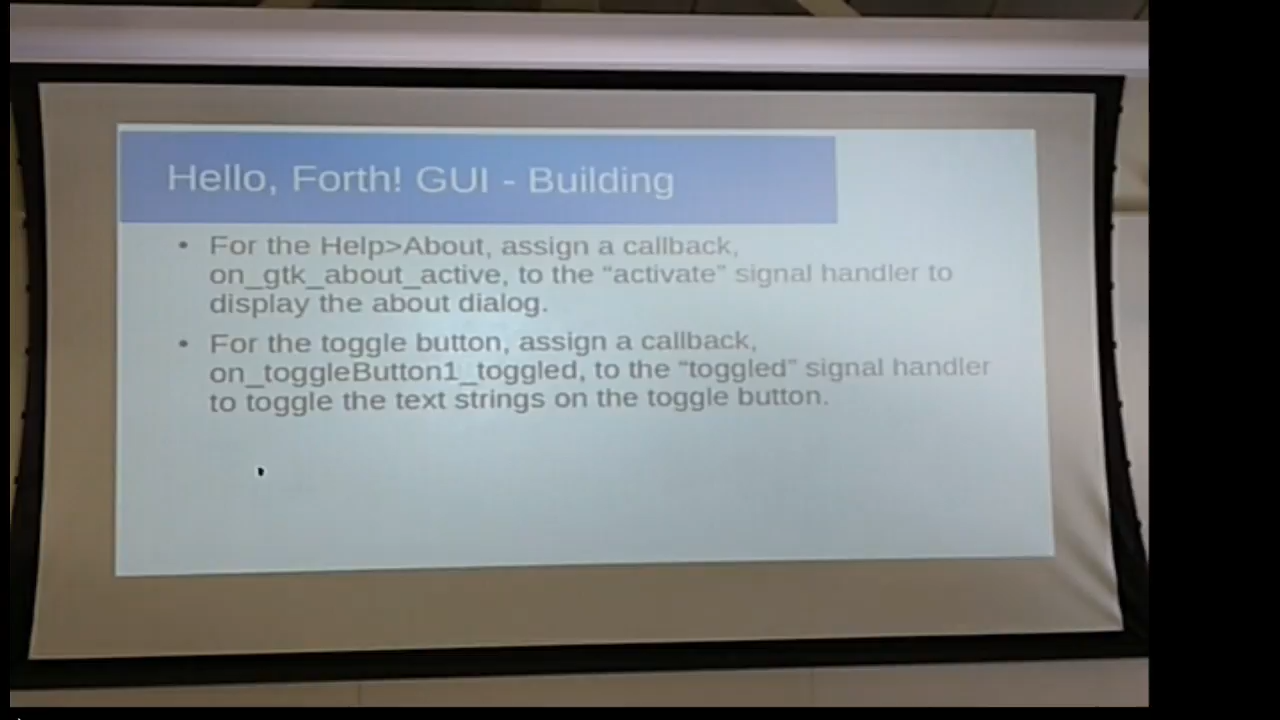 Hello, Forth! GUI - Building
• For the Help>About, assign a callback,
on_gtk_about_active, to the “activate” signal handler to
display the about dialog.
• For the toggle button, assign a callback,
on_toggleButton1_toggled, to the “toggled” signal handler
to toggle the text strings on the toggle button.